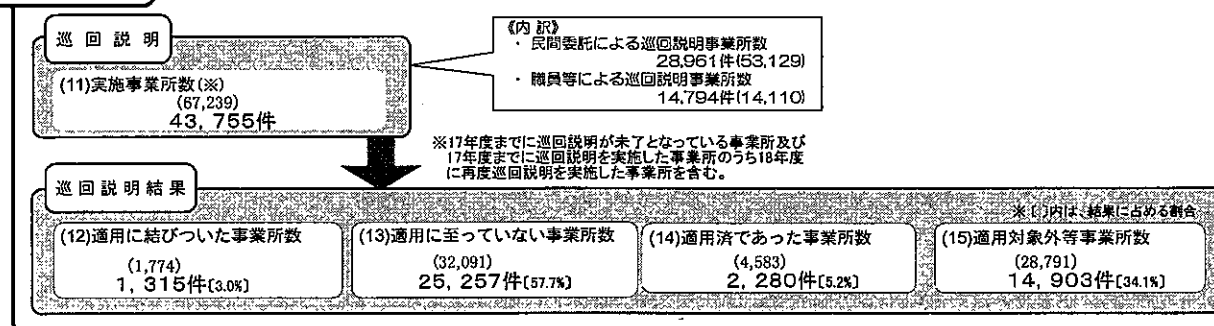 巡回説明
(11)実施事業所数(※)
(67,239)
43,755件
《内 訳》
・ 民間委託による巡回説明事業所数
28,961件(53,129)
・ 職員等による巡回説明事業所数
14,794件(14,110)
※17年度までに巡回説明が未了となっている事業所及び
17年度までに巡回説明を実施した事業所のうち18年度
に再度巡回説明を実施した事業所を含む。
巡回説明結果
※〔 〕内は、結果に占める割合
(12)適用に結びついた事業所数
(1,774)
1,315件〔3.0%〕
(13)適用に至っていない事業所数
(32,091)
25,257件〔57.7%〕
(14)適用済であった事業所数
(4,583)
2,280件〔5.2%〕
(15)適用対象外等事業所数
(28,791)
14,903件〔34.1%〕